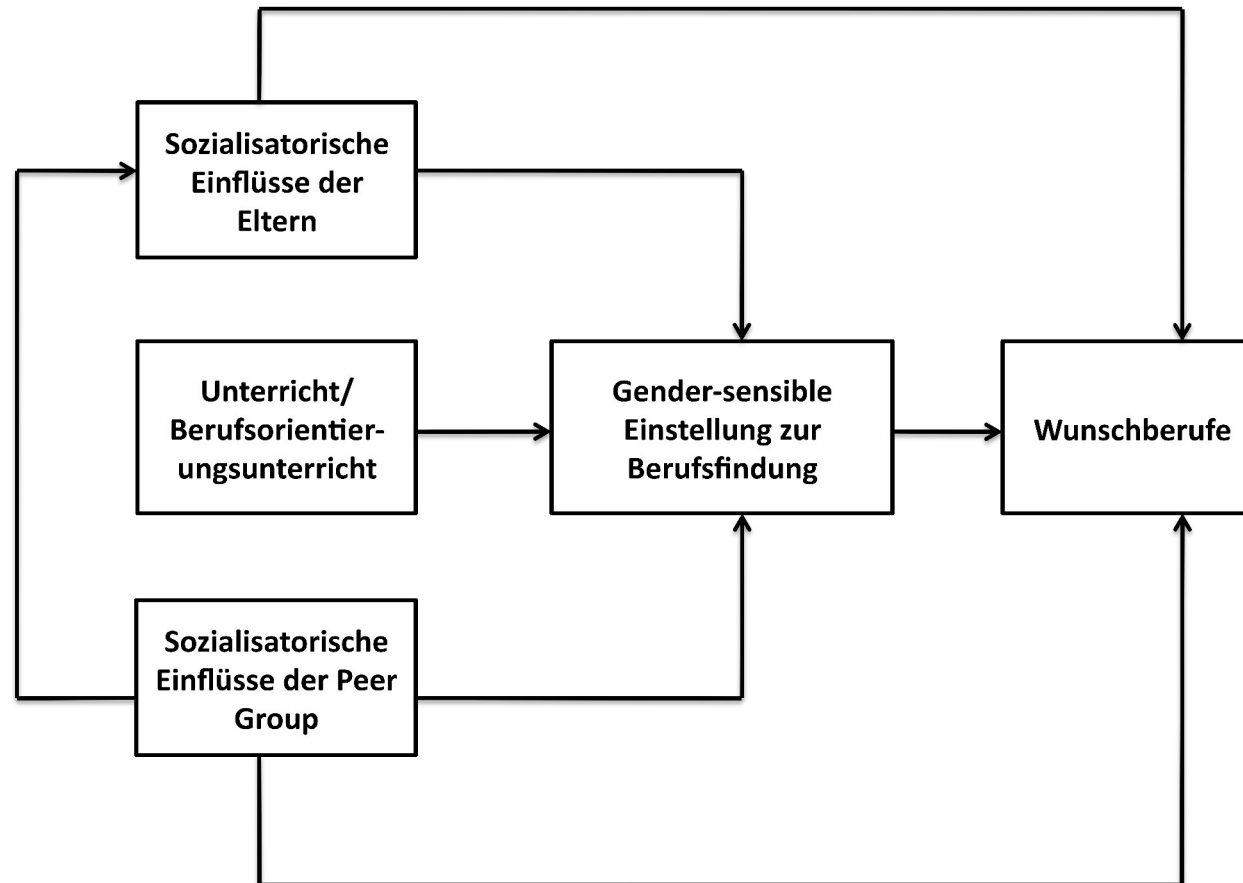 Sozialisatorische
Einflüsse der
Eltern
Unterricht/
Berufsorientier-
ungsunterricht
Gender-sensible
Einstellung zur
Berufsfindung
Wunschberufe
Sozialisatorische
Einflüsse der Peer
Group